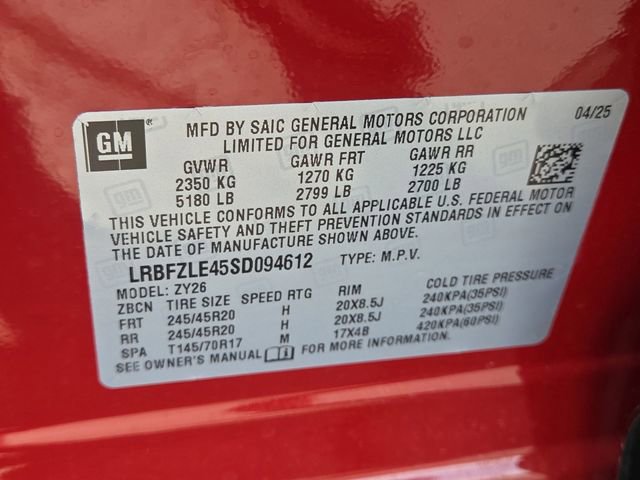 GM
MFD BY SAIC GENERAL MOTORS CORPORATION 04/25
LIMITED FOR GENERAL MOTORS LLC
GVWR GAWR FRT GAWR RR
2350 KG 1270 KG 1225 KG
5180 LB 2799 LB 2700 LB
THIS VEHICLE CONFORMS TO ALL APPLICABLE U.S. FEDERAL MOTOR
VEHICLE SAFETY AND THEFT PREVENTION STANDARDS IN EFFECT ON
THE DATE OF MANUFACTURE SHOWN ABOVE.
LRBFZLE45SD094612 TYPE: M.P.V.
MODEL: ZY26
ZBCN TIRE SIZE SPEED RTG RIM COLD TIRE PRESSURE
FRT 245/45R20 H 20X8.5J 240KPA(35PSI)
RR 245/45R20 H 20X8.5J 240KPA(35PSI)
SPA T145/70R17 M 17X4B 420KPA(60PSI)
SEE OWNER'S MANUAL FOR MORE INFORMATION.